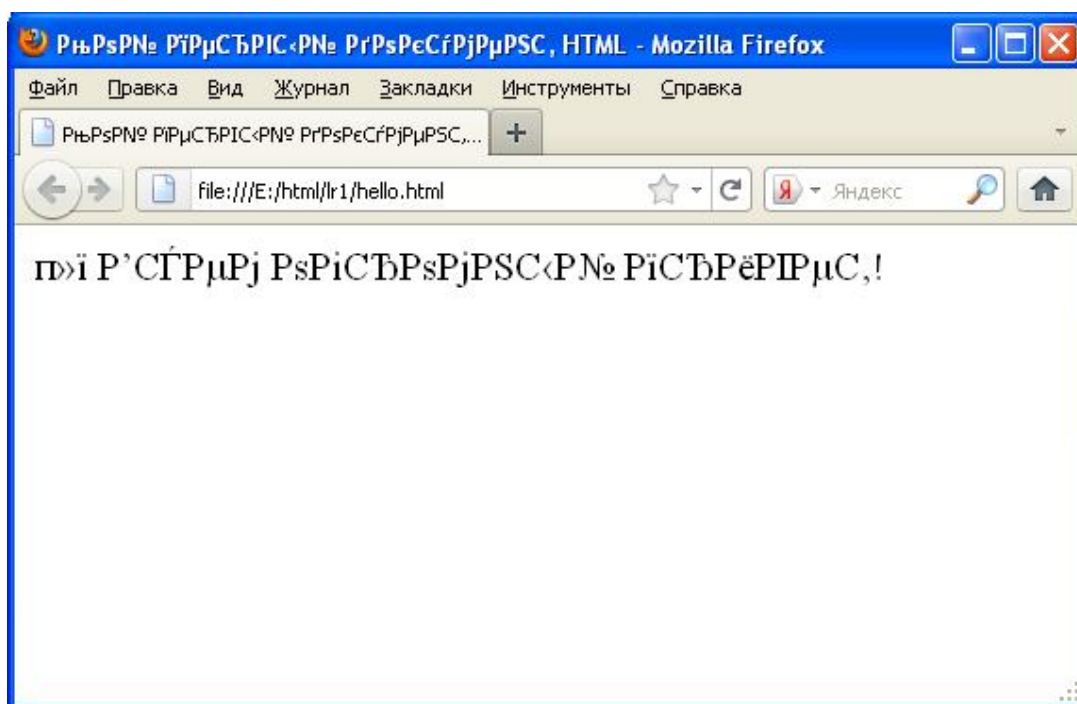 РњРѕР№ РїРµСЂРІС‹Р№ РґРѕРєСѓРјРµРЅС‚ HTML - Mozilla Firefox
Файл Правка Вид Журнал Закладки Инструменты Справка
РњРѕР№ РїРµСЂРІС‹Р№ РґРѕРєСѓРјРµРЅС‚...
file:///E:/html/lr1/hello.html Я Яндекс
п»ї Р’СЃРµРј РѕРіСЂРѕРјРЅС‹Р№ РїСЂРёРІРµС‚!